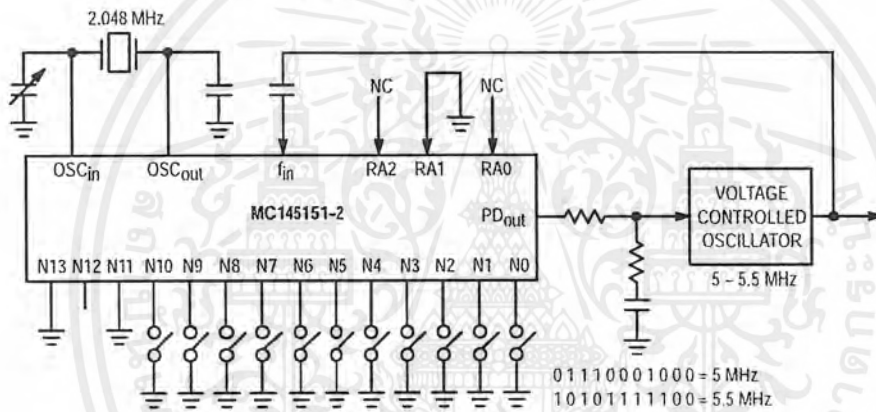 2.048 MHz
NC NC
OSCin OSCout fin RA2 RA1 RA0
MC145151-2
PDout
VOLTAGE
CONTROLLED
OSCILLATOR
N13 N12 N11 N10 N9 N8 N7 N6 N5 N4 N3 N2 N1 N0
5 – 5.5 MHz
01110001000 = 5 MHz
10101111100 = 5.5 MHz